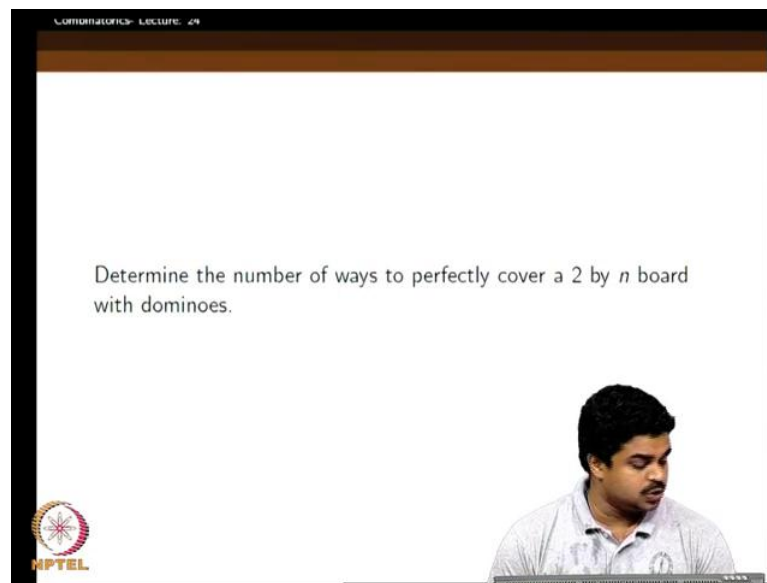 Combinatorics- Lecture: 24
Determine the number of ways to perfectly cover a 2 by n board
with dominoes.
NPTEL